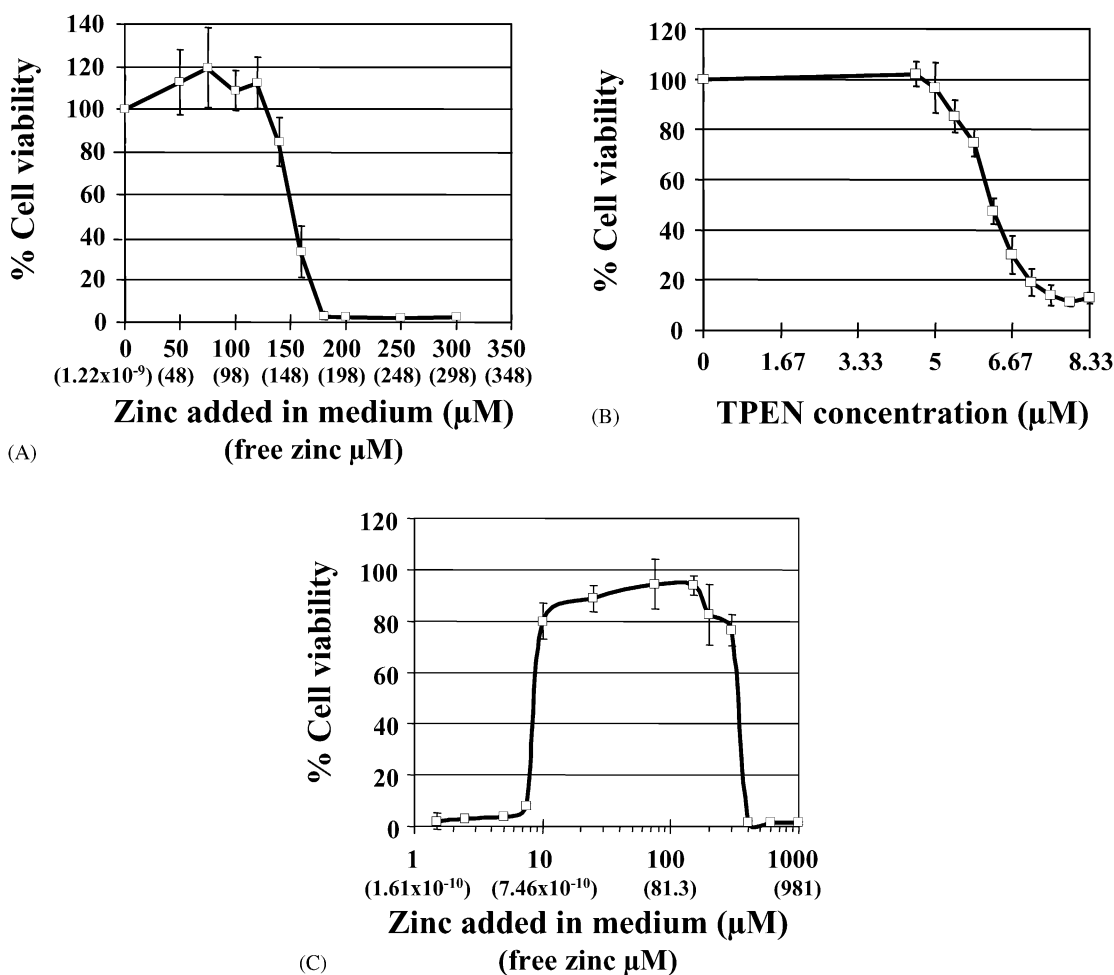 140
120
100
80
60
40
20
0
% Cell viability
0 50 100 150 200 250 300 350
(1.22x10-9) (48) (98) (148) (198) (248) (298) (348)
Zinc added in medium (µM)
(free zinc µM)
(A)
120
100
80
60
40
20
0
% Cell viability
0 1.67 3.33 5 6.67 8.33
TPEN concentration (µM)
(B)
120
100
80
60
40
20
0
% Cell viability
1 10 100 1000
(1.61x10-10) (7.46x10-10) (81.3) (981)
Zinc added in medium (µM)
(free zinc µM)
(C)